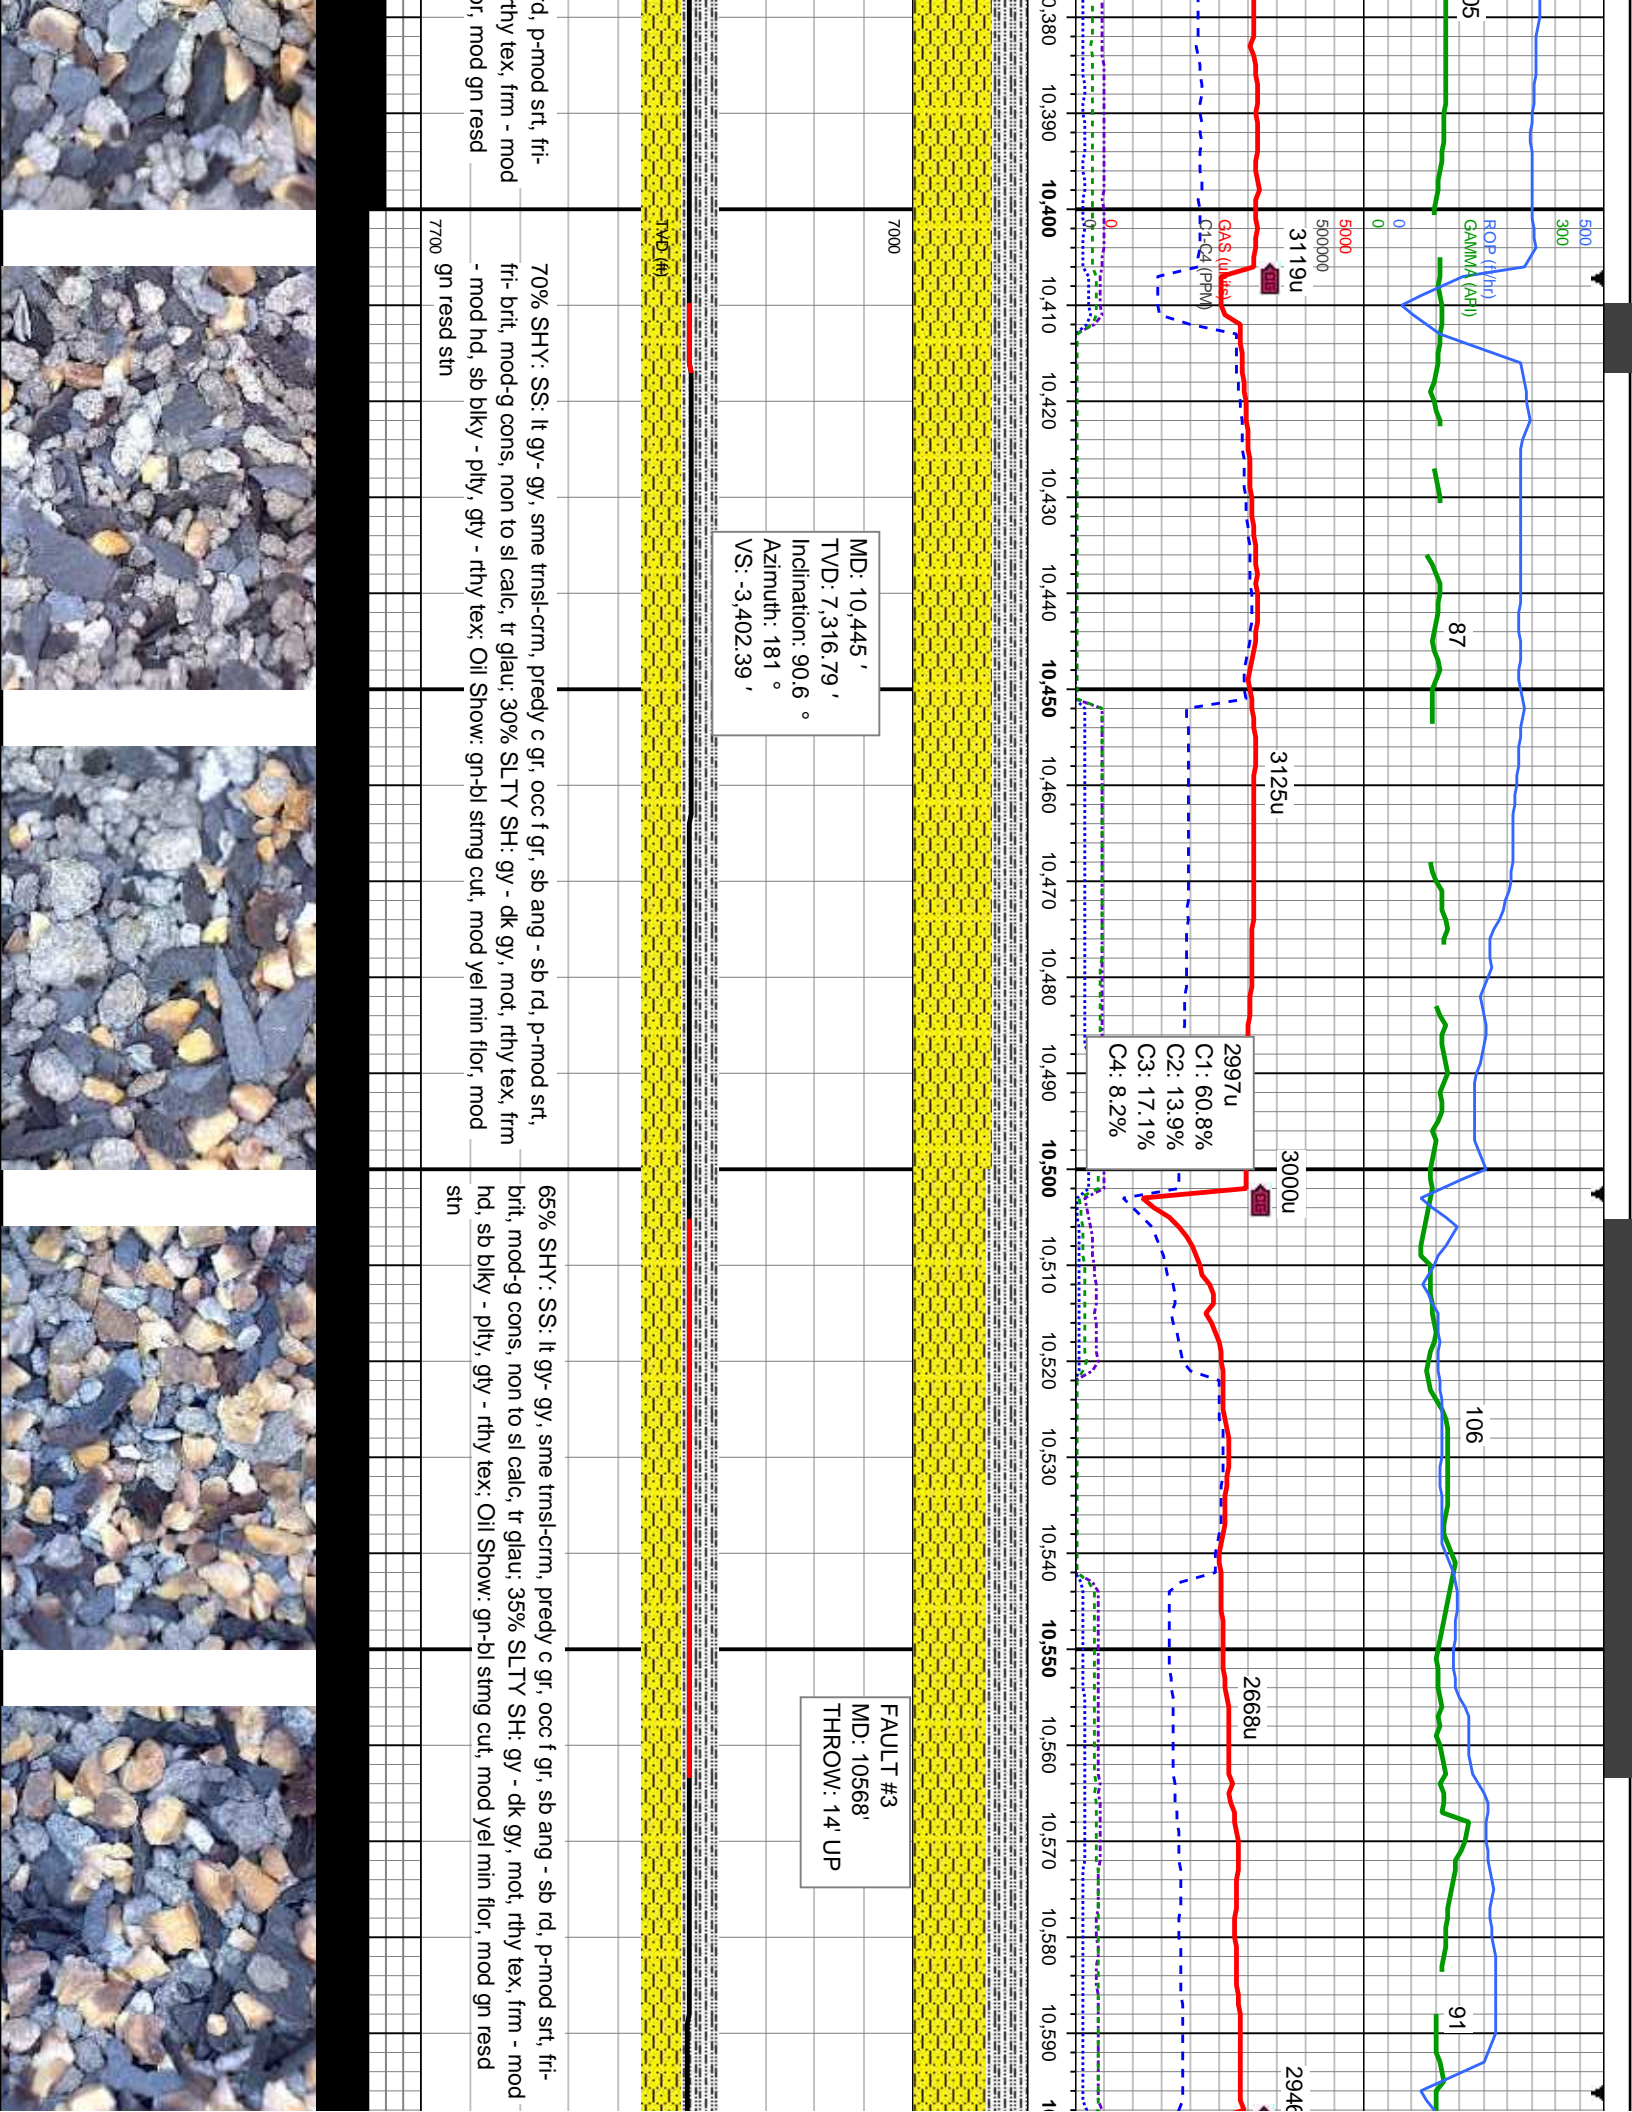 500
300
ROP (ft/hr)
GAMMA (API)
0
0
05
87
106
91
5000
50000
GAS (units)
C1-C4 (PPM)
0
0
3119u
3125u
3000u
2668u
2946
2997u
C1: 60.8%
C2: 13.9%
C3: 17.1%
C4: 8.2%
0,380
10,390
10,400
10,410
10,420
10,430
10,440
10,450
10,460
10,470
10,480
10,490
10,500
10,510
10,520
10,530
10,540
10,550
10,560
10,570
10,580
10,590
7000
TVD (ft)
7700
MD: 10,445 '
TVD: 7,316.79 '
Inclination: 90.6 °
Azimuth: 181 °
VS: -3,402.39 '
FAULT #3
MD: 10568'
THROW: 14' UP
rd, p-mod srt, fri-
rthy tex, frm - mod
or, mod gn resd
70% SHY: SS: lt gy- gy, sme trnsl-crm, predy c gr, occ f gr, sb ang - sb rd, p-mod srt,
fri- brit, mod-g cons, non to sl calc, tr glau; 30% SLTY SH: gy - dk gy, mot, rthy tex, frm
- mod hd, sb blky - plty, gty - rthy tex; Oil Show: gn-bl stmg cut, mod yel min flor, mod
gn resd stn
65% SHY: SS: lt gy- gy, sme trnsl-crm, predy c gr, occ f gr, sb ang - sb rd, p-mod srt, fri-
brit, mod-g cons, non to sl calc, tr glau; 35% SLTY SH: gy - dk gy, mot, rthy tex, frm - mod
hd, sb blky - plty, gty - rthy tex; Oil Show: gn-bl stmg cut, mod yel min flor, mod gn resd
stn